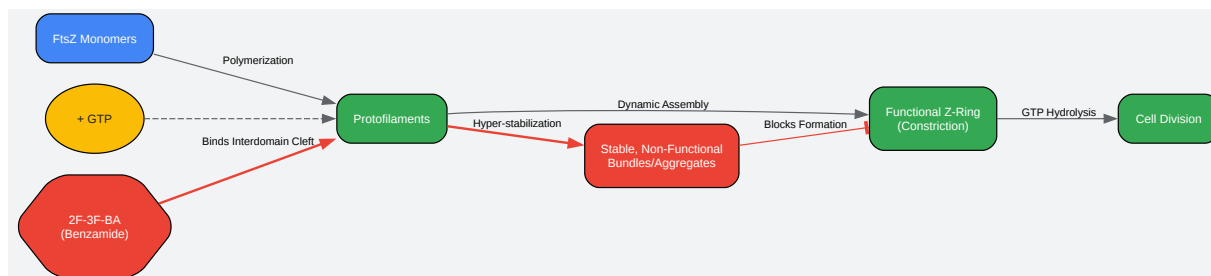 FtsZ Monomers
Polymerization
+ GTP
Binds Interdomain Cleft
2F-3F-BA
(Benzamide)
Protofilaments
Dynamic Assembly
Hyper-stabilization
Stable, Non-Functional
Bundles/Aggregates
Blocks Formation
Functional Z-Ring
(Constriction)
GTP Hydrolysis
Cell Division